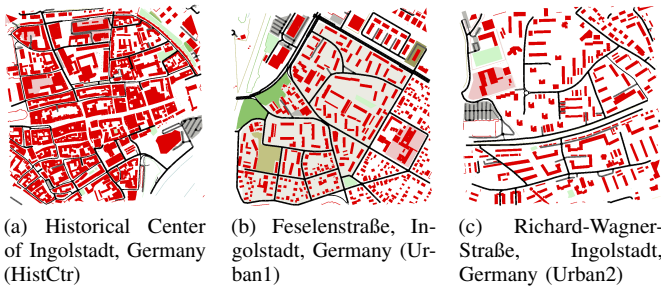 (a) Historical Center
of Ingolstadt, Germany
(HistCtr)
(b) Feselenstraße, In-
golstadt, Germany (Ur-
ban1)
(c) Richard-Wagner-
Straße, Ingolstadt,
Germany (Urban2)